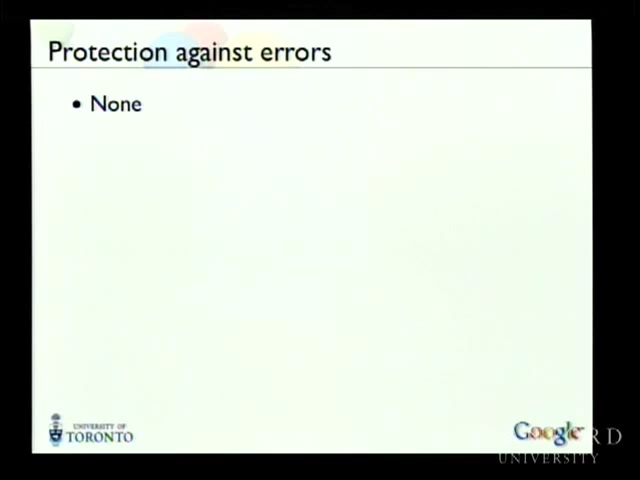 Protection against errors
• None
UNIVERSITY OF
TORONTO
Google
RD
UNIVERSITY